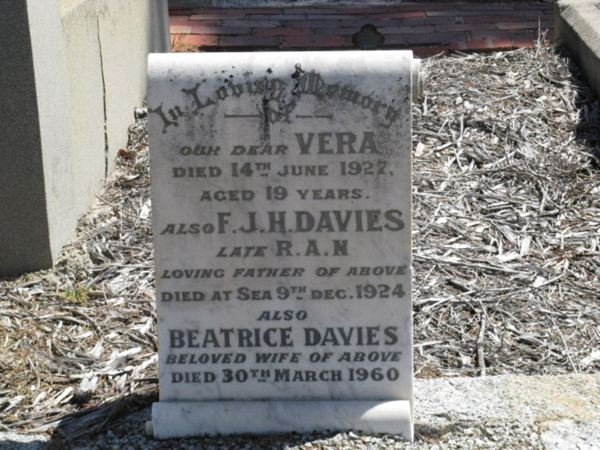 In Loving Memory
of
OUR DEAR VERA
DIED 14TH JUNE 1927,
AGED 19 YEARS.
ALSO F.J.H. DAVIES
LATE R.A.N
LOVING FATHER OF ABOVE
DIED AT SEA 9TH DEC. 1924
ALSO
BEATRICE DAVIES
BELOVED WIFE OF ABOVE
DIED 30TH MARCH 1960